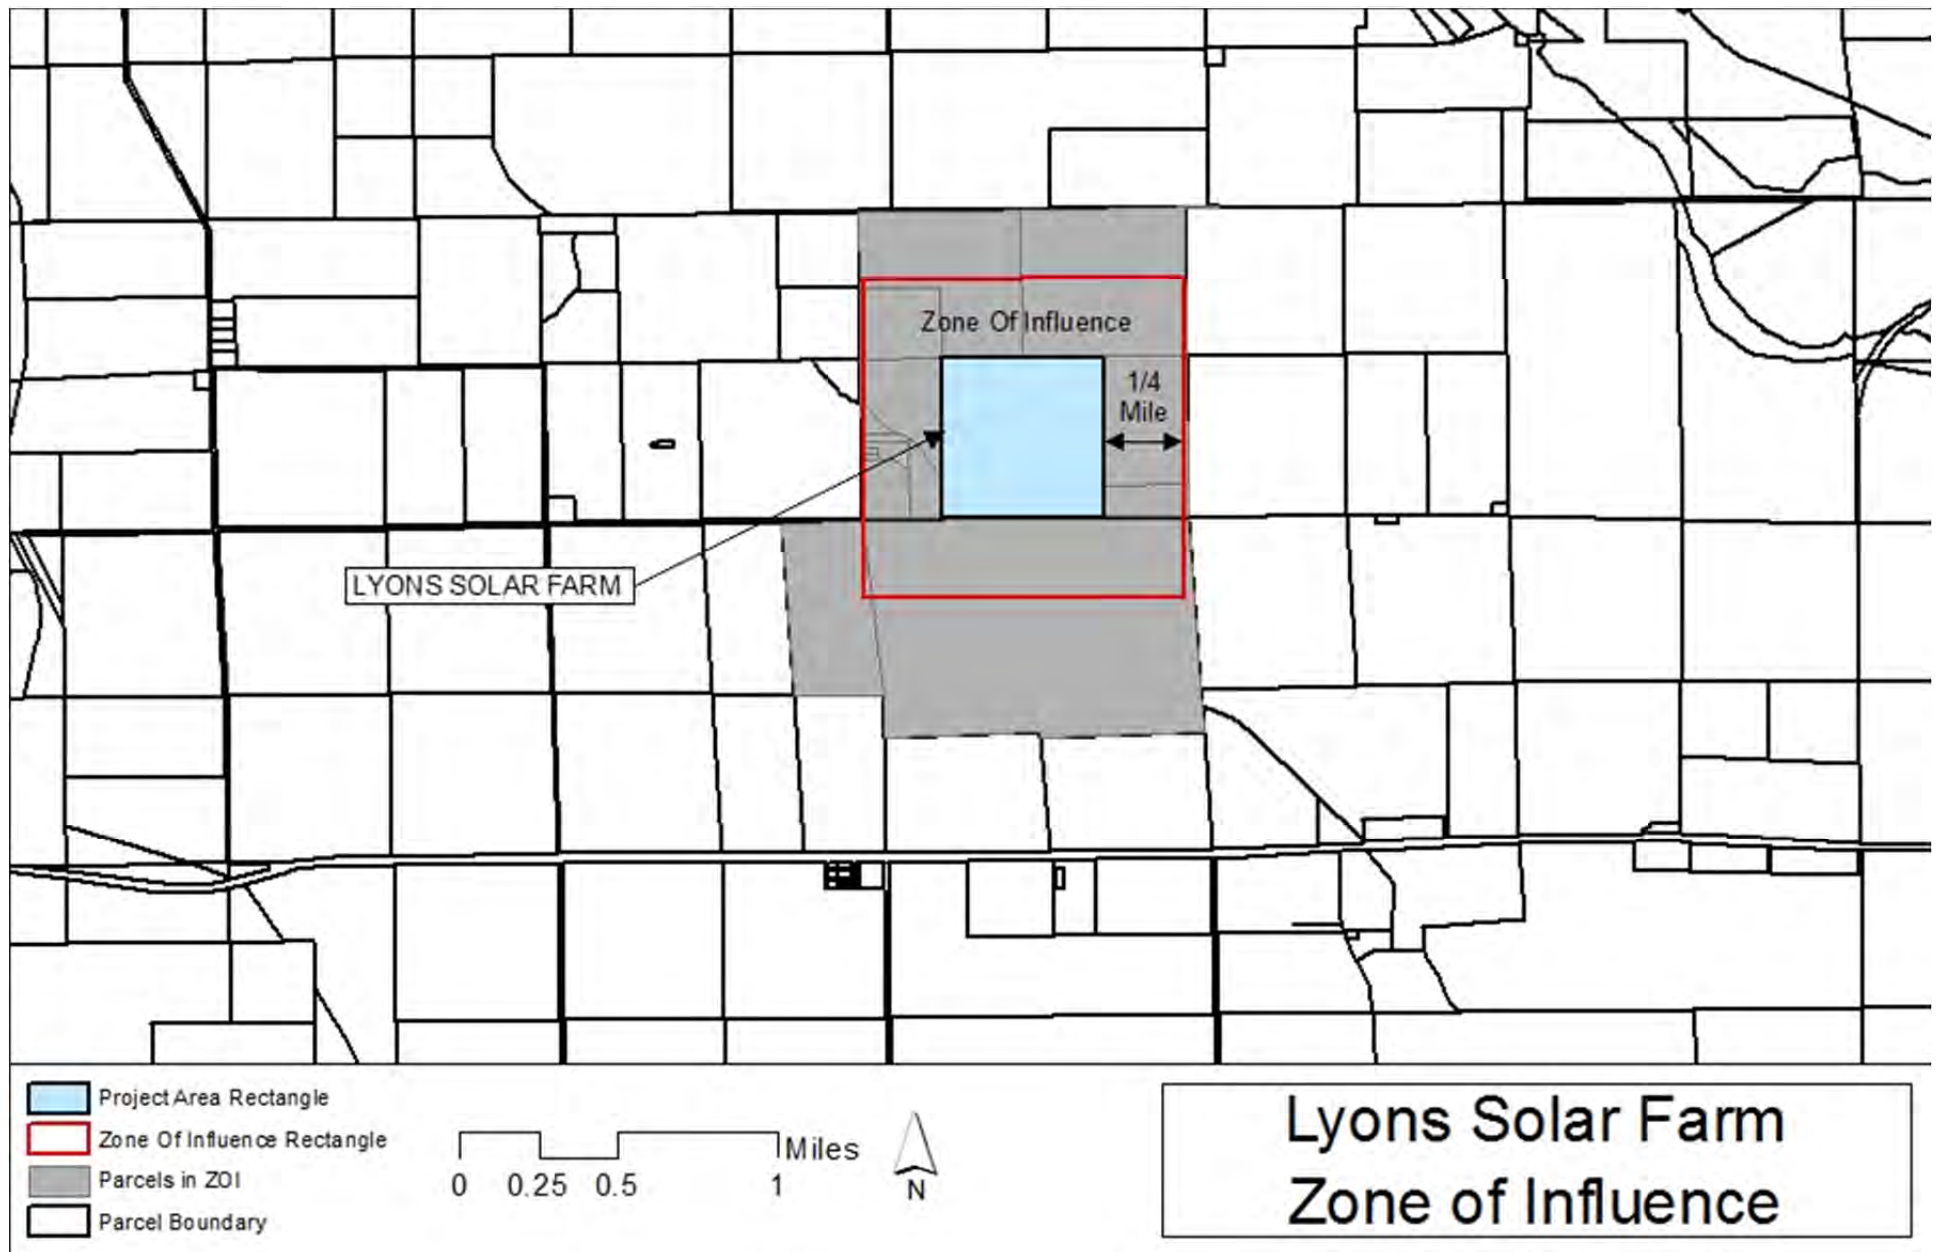 Zone Of Influence
1/4
Mile
LYONS SOLAR FARM
Project Area Rectangle
Zone Of Influence Rectangle
Parcels in ZOI
Parcel Boundary
0 0.25 0.5 1 Miles
N
Lyons Solar Farm
Zone of Influence